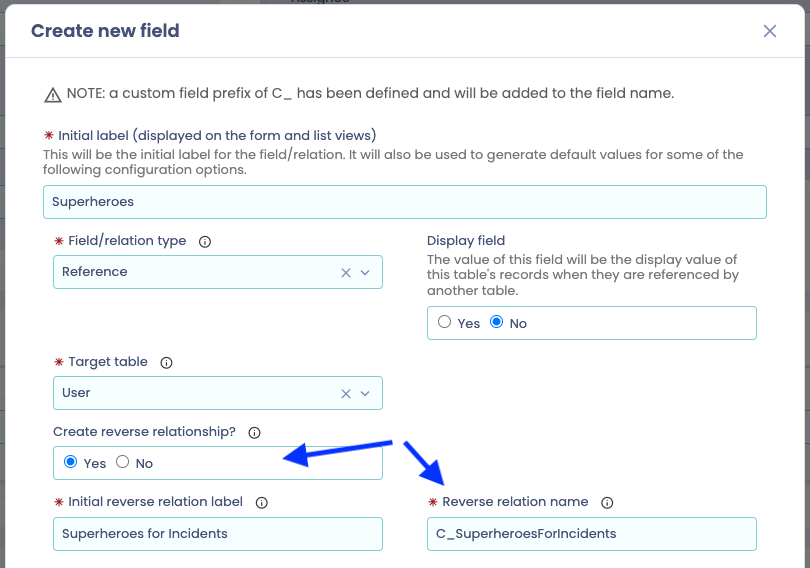 Assignee
Create new field
NOTE: a custom field prefix of C_ has been defined and will be added to the field name.
* Initial label (displayed on the form and list views)
This will be the initial label for the field/relation. It will also be used to generate default values for some of the
following configuration options.
Superheroes
* Field/relation type
Reference
Display field
The value of this field will be the display value of
this table's records when they are referenced by
another table.
Yes No
* Target table
User
Create reverse relationship?
Yes No
* Initial reverse relation label
Superheroes for Incidents
* Reverse relation name
C_SuperheroesForIncidents